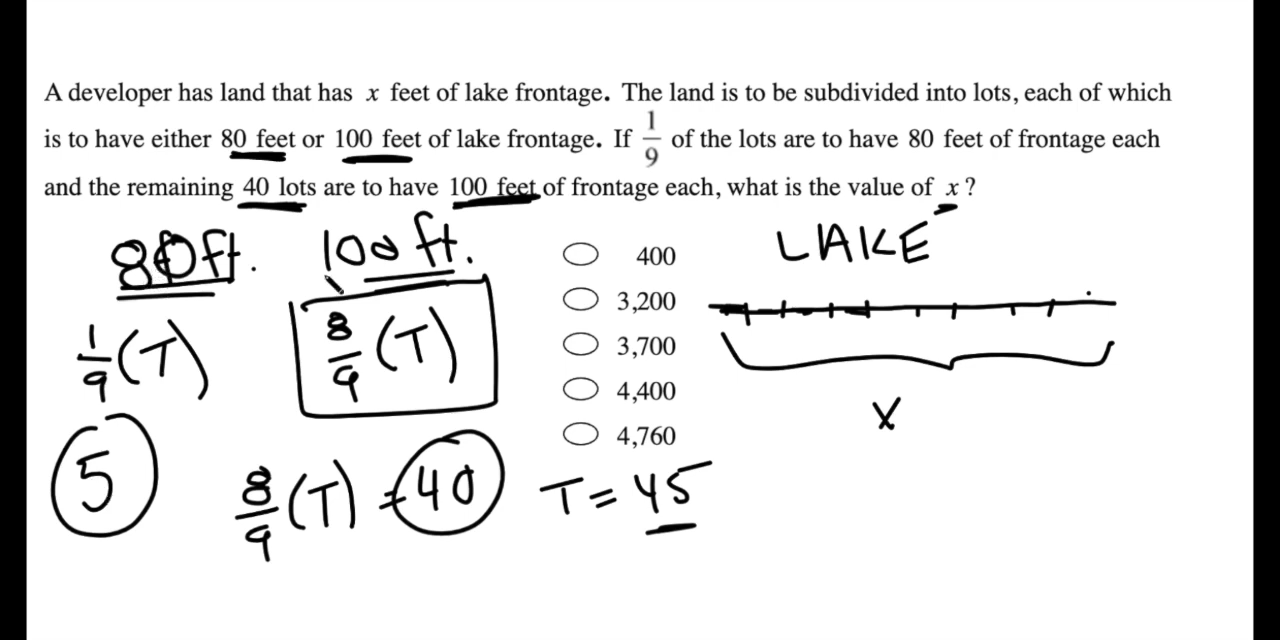 A developer has land that has x feet of lake frontage. The land is to be subdivided into lots, each of which
is to have either 80 feet or 100 feet of lake frontage. If 1/9 of the lots are to have 80 feet of frontage each
and the remaining 40 lots are to have 100 feet of frontage each, what is the value of x?
80 ft. 100 ft.
1/9 (T) 8/9 (T)
5 8/9 (T) = 40 T = 45
400
3,200
3,700
4,400
4,760
LAKE
X